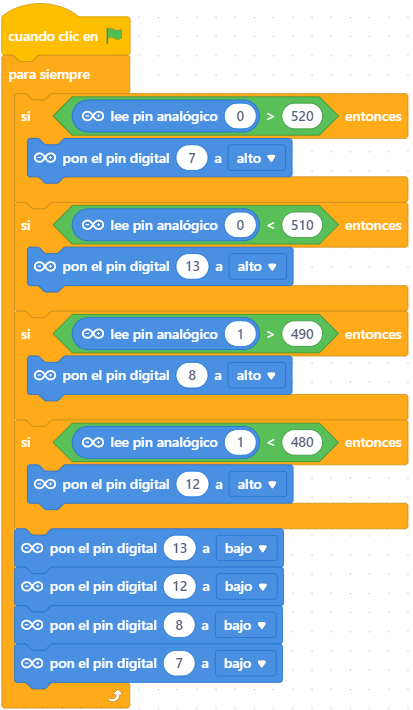 cuando clic en
para siempre
si lee pin analógico 0 > 520 entonces
pon el pin digital 7 a alto
si lee pin analógico 0 < 510 entonces
pon el pin digital 13 a alto
si lee pin analógico 1 > 490 entonces
pon el pin digital 8 a alto
si lee pin analógico 1 < 480 entonces
pon el pin digital 12 a alto
pon el pin digital 13 a bajo
pon el pin digital 12 a bajo
pon el pin digital 8 a bajo
pon el pin digital 7 a bajo